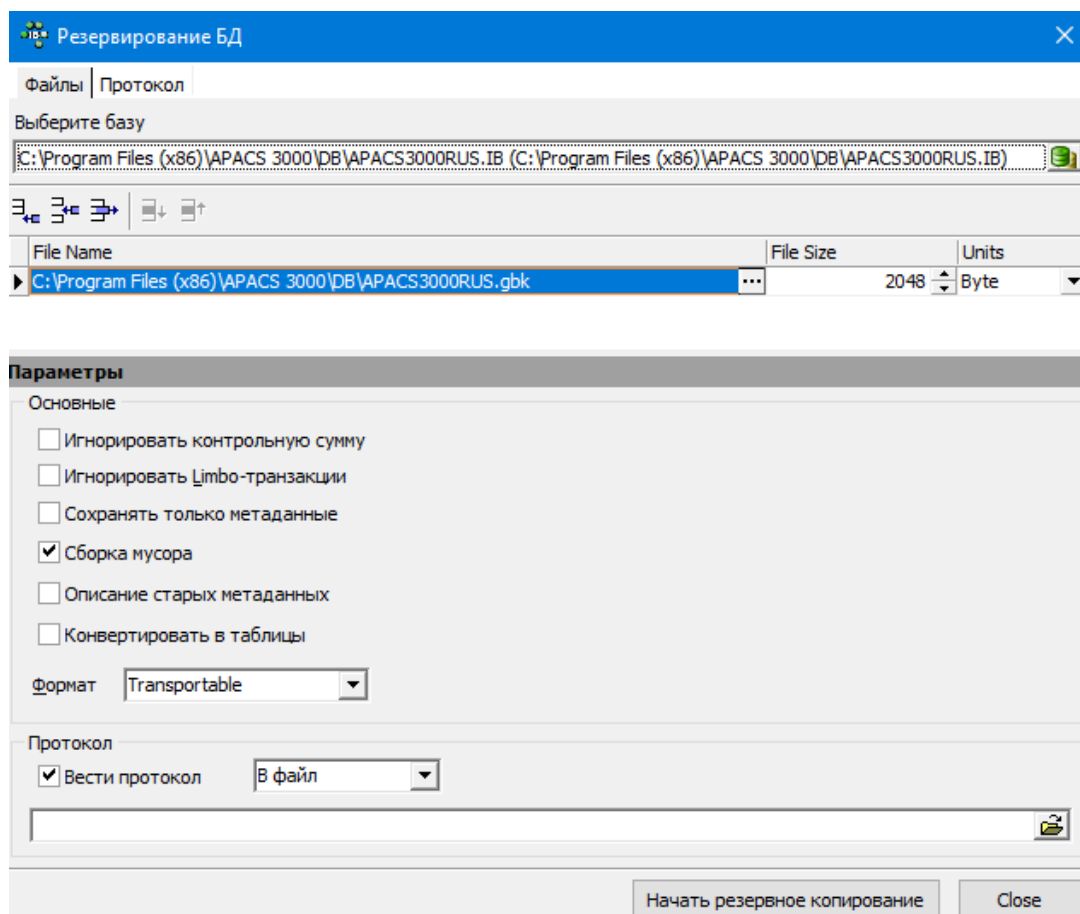 Резервирование БД
Файлы Протокол
Выберите базу
C:\Program Files (x86)\APACS 3000\DB\APACS3000RUS.IB (C:\Program Files (x86)\APACS 3000\DB\APACS3000RUS.IB)
File Name File Size Units
C:\Program Files (x86)\APACS 3000\DB\APACS3000RUS.gbk ... 2048 Byte
Параметры
Основные
Игнорировать контрольную сумму
Игнорировать Limbo-транзакции
Сохранять только метаданные
Сборка мусора
Описание старых метаданных
Конвертировать в таблицы
Формат Transportable
Протокол
Вести протокол В файл
Начать резервное копирование Close